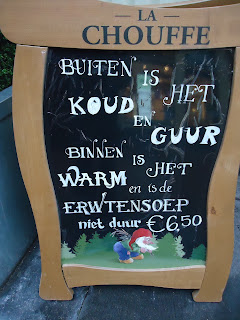 LA
CHOUFFE
BUITEN IS
HET
KOUD
EN
GUUR
BINNEN IS HET
WARM en is de
ERWTENSOEP
niet duur €6,50